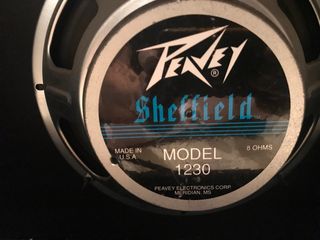 PEAVEY ®
Sheffield
MADE IN U.S.A
MODEL 1230
8 OHMS
PEAVEY ELECTRONICS CORP.
MERIDIAN, MS